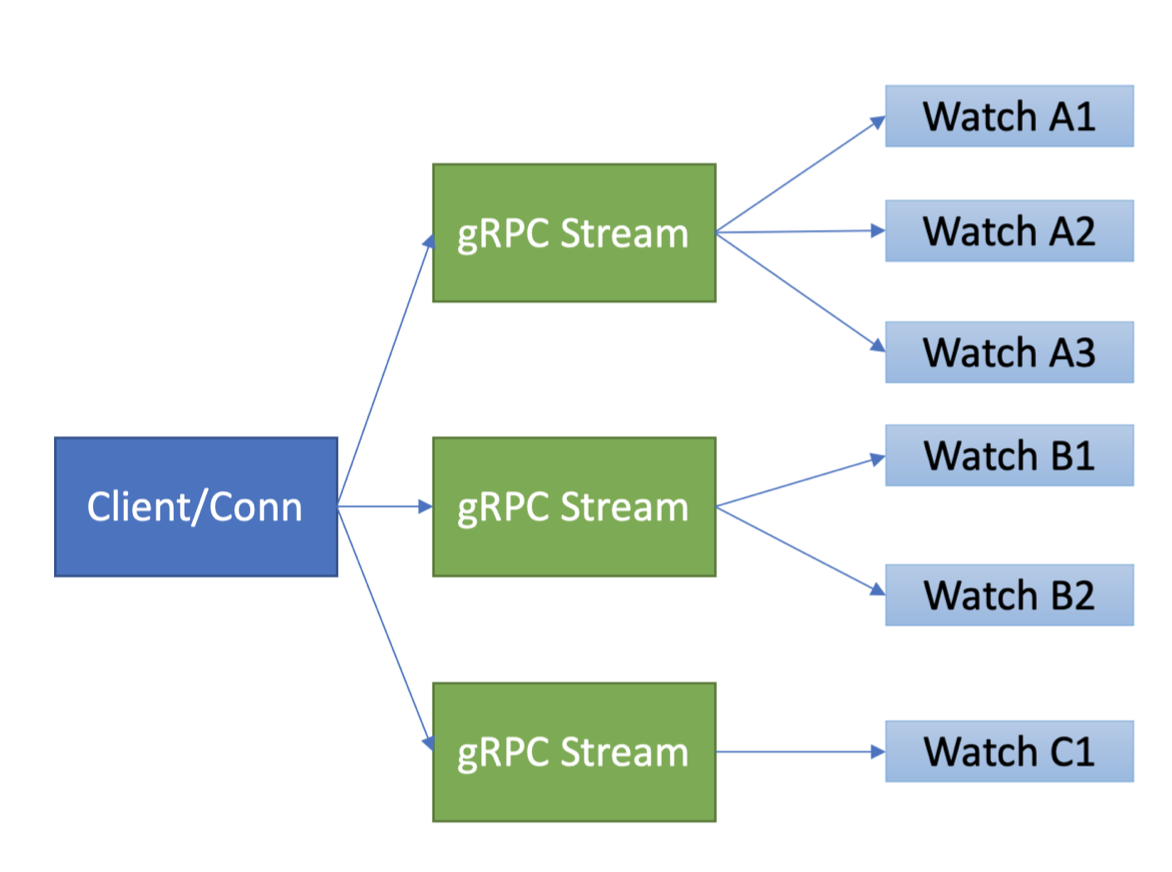 Client/Conn
gRPC Stream
Watch A1
Watch A2
Watch A3
gRPC Stream
Watch B1
Watch B2
gRPC Stream
Watch C1